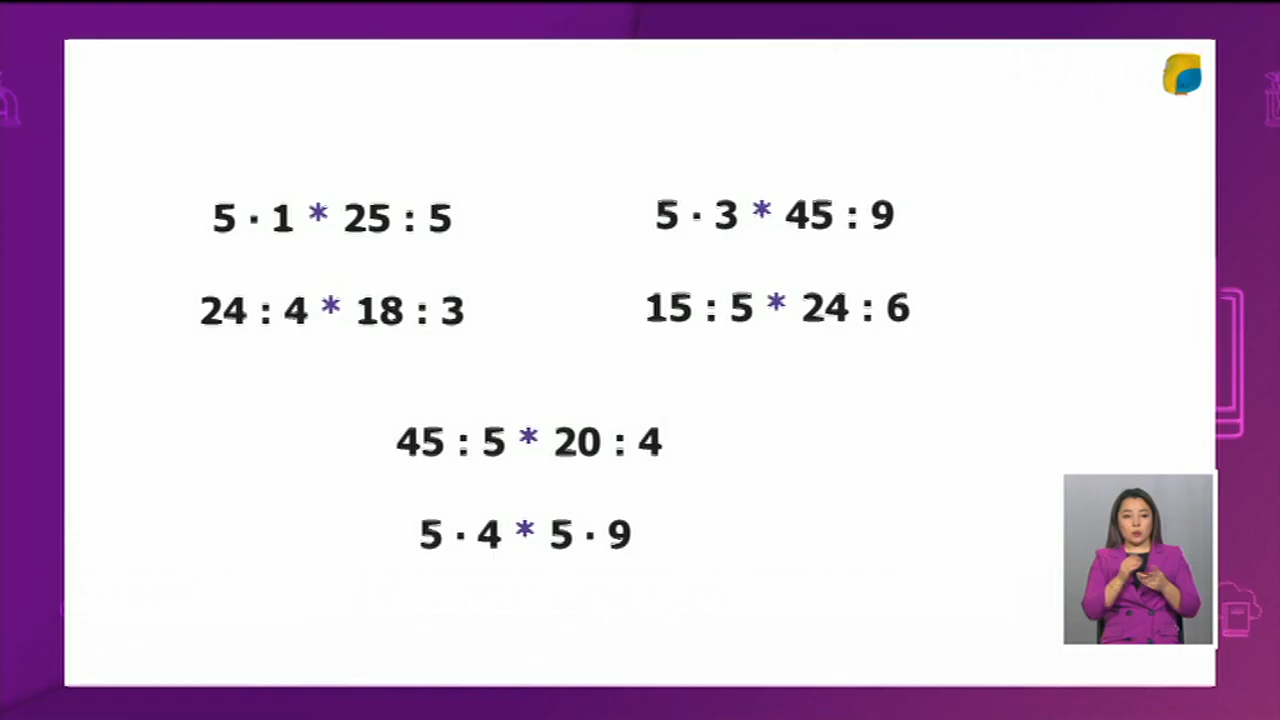 5 · 1 * 25 : 5
24 : 4 * 18 : 3
5 · 3 * 45 : 9
15 : 5 * 24 : 6
45 : 5 * 20 : 4
5 · 4 * 5 · 9